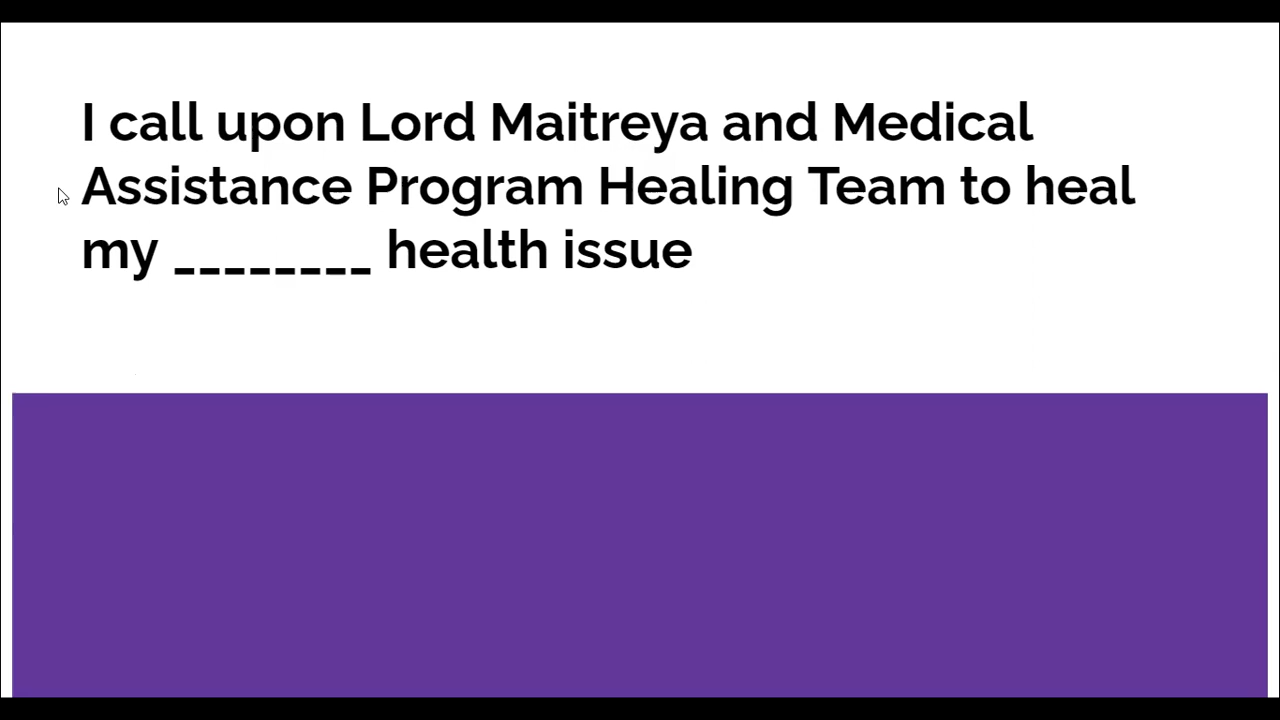 I call upon Lord Maitreya and Medical
Assistance Program Healing Team to heal
my ________ health issue